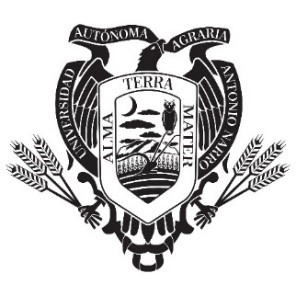 UNIVERSIDAD
AUTÓNOMA
AGRARIA
ANTONIO NARRO
ALMA
TERRA
MATER